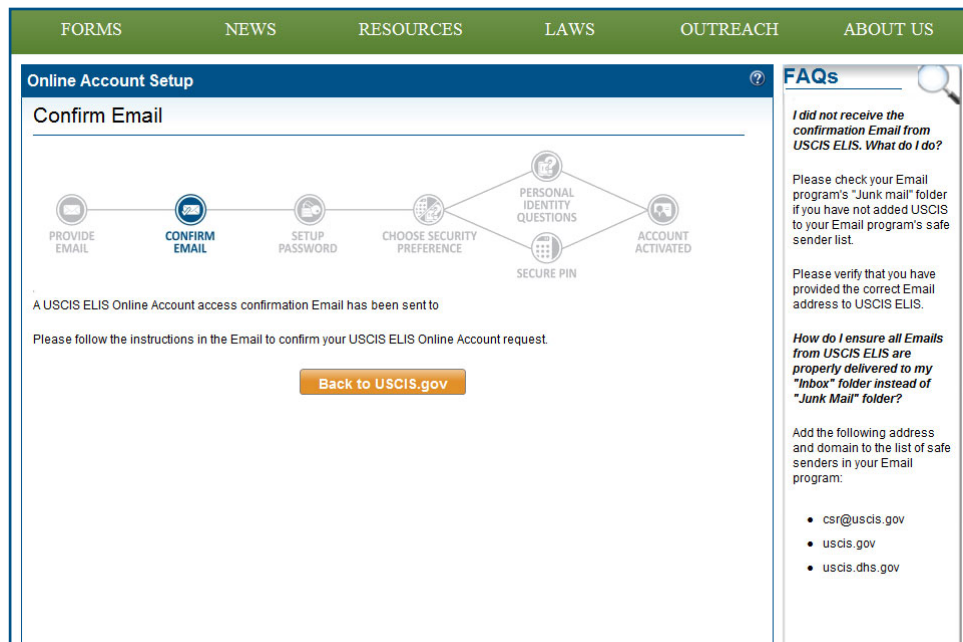 FORMS NEWS RESOURCES LAWS OUTREACH ABOUT US
Online Account Setup
Confirm Email
PROVIDE
EMAIL
CONFIRM
EMAIL
SETUP
PASSWORD
CHOOSE SECURITY
PREFERENCE
PERSONAL
IDENTITY
QUESTIONS
SECURE PIN
ACCOUNT
ACTIVATED
A USCIS ELIS Online Account access confirmation Email has been sent to
Please follow the instructions in the Email to confirm your USCIS ELIS Online Account request.
Back to USCIS.gov
FAQs
I did not receive the
confirmation Email from
USCIS ELIS. What do I do?
Please check your Email
program's "Junk mail" folder
if you have not added USCIS
to your Email program's safe
sender list.
Please verify that you have
provided the correct Email
address to USCIS ELIS.
How do I ensure all Emails
from USCIS ELIS are
properly delivered to my
"Inbox" folder instead of
"Junk Mail" folder?
Add the following address
and domain to the list of safe
senders in your Email
program:
• csr@uscis.gov
• uscis.gov
• uscis.dhs.gov